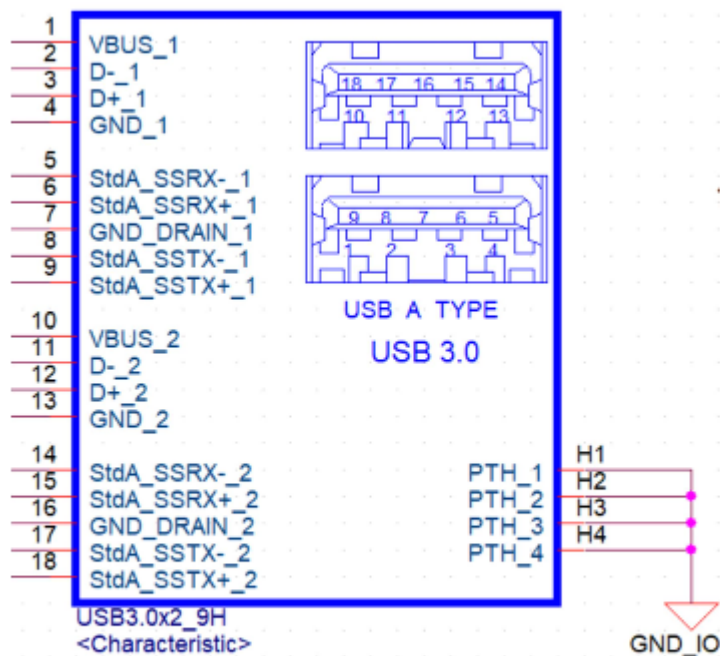 1 VBUS_1
2 D-_1
3 D+_1
4 GND_1
5 StdA_SSRX-_1
6 StdA_SSRX+_1
7 GND_DRAIN_1
8 StdA_SSTX-_1
9 StdA_SSTX+_1
10 VBUS_2
11 D-_2
12 D+_2
13 GND_2
14 StdA_SSRX-_2
15 StdA_SSRX+_2
16 GND_DRAIN_2
17 StdA_SSTX-_2
18 StdA_SSTX+_2
18 17 16 15 14
10 11 12 13
9 8 7 6 5
1 2 3 4
USB A TYPE
USB 3.0
PTH_1 H1
PTH_2 H2
PTH_3 H3
PTH_4 H4
USB3.0x2_9H
<Characteristic>
GND_IO